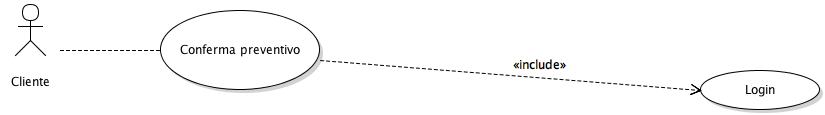 Cliente
Conferma preventivo
«include»
Login